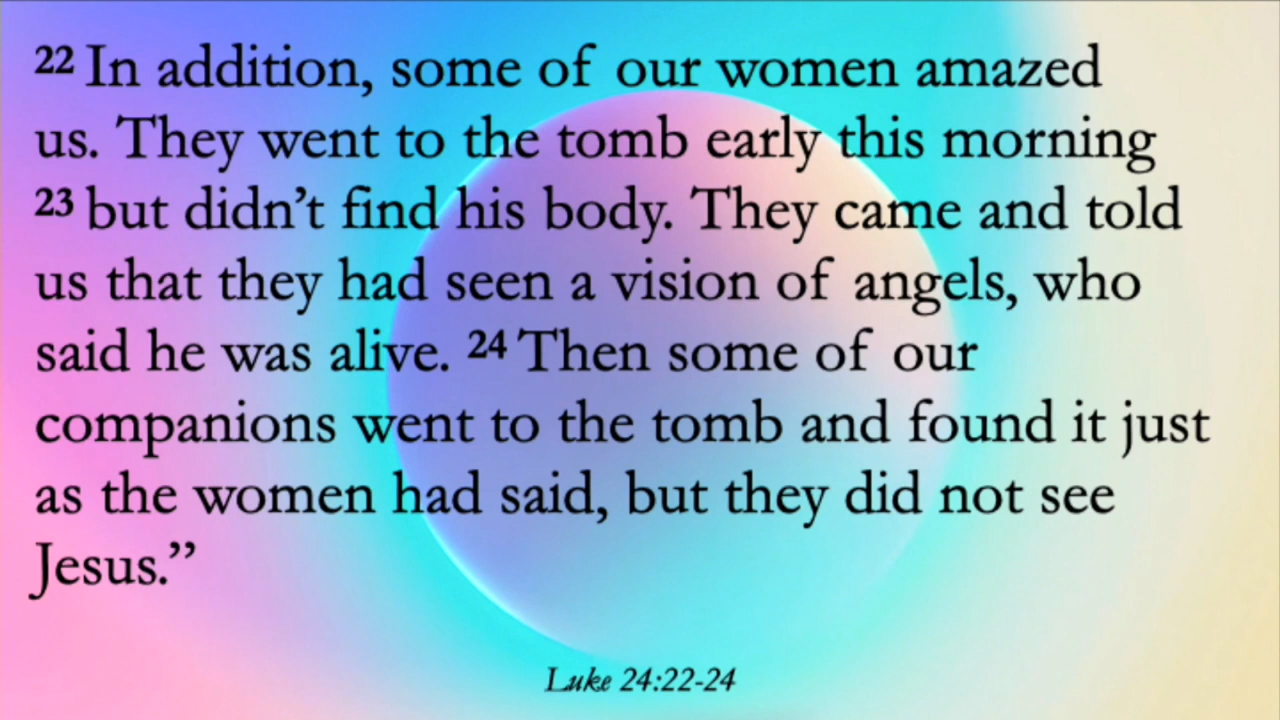 22 In addition, some of our women amazed
us. They went to the tomb early this morning
23 but didn’t find his body. They came and told
us that they had seen a vision of angels, who
said he was alive. 24 Then some of our
companions went to the tomb and found it just
as the women had said, but they did not see
Jesus.”
Luke 24:22-24